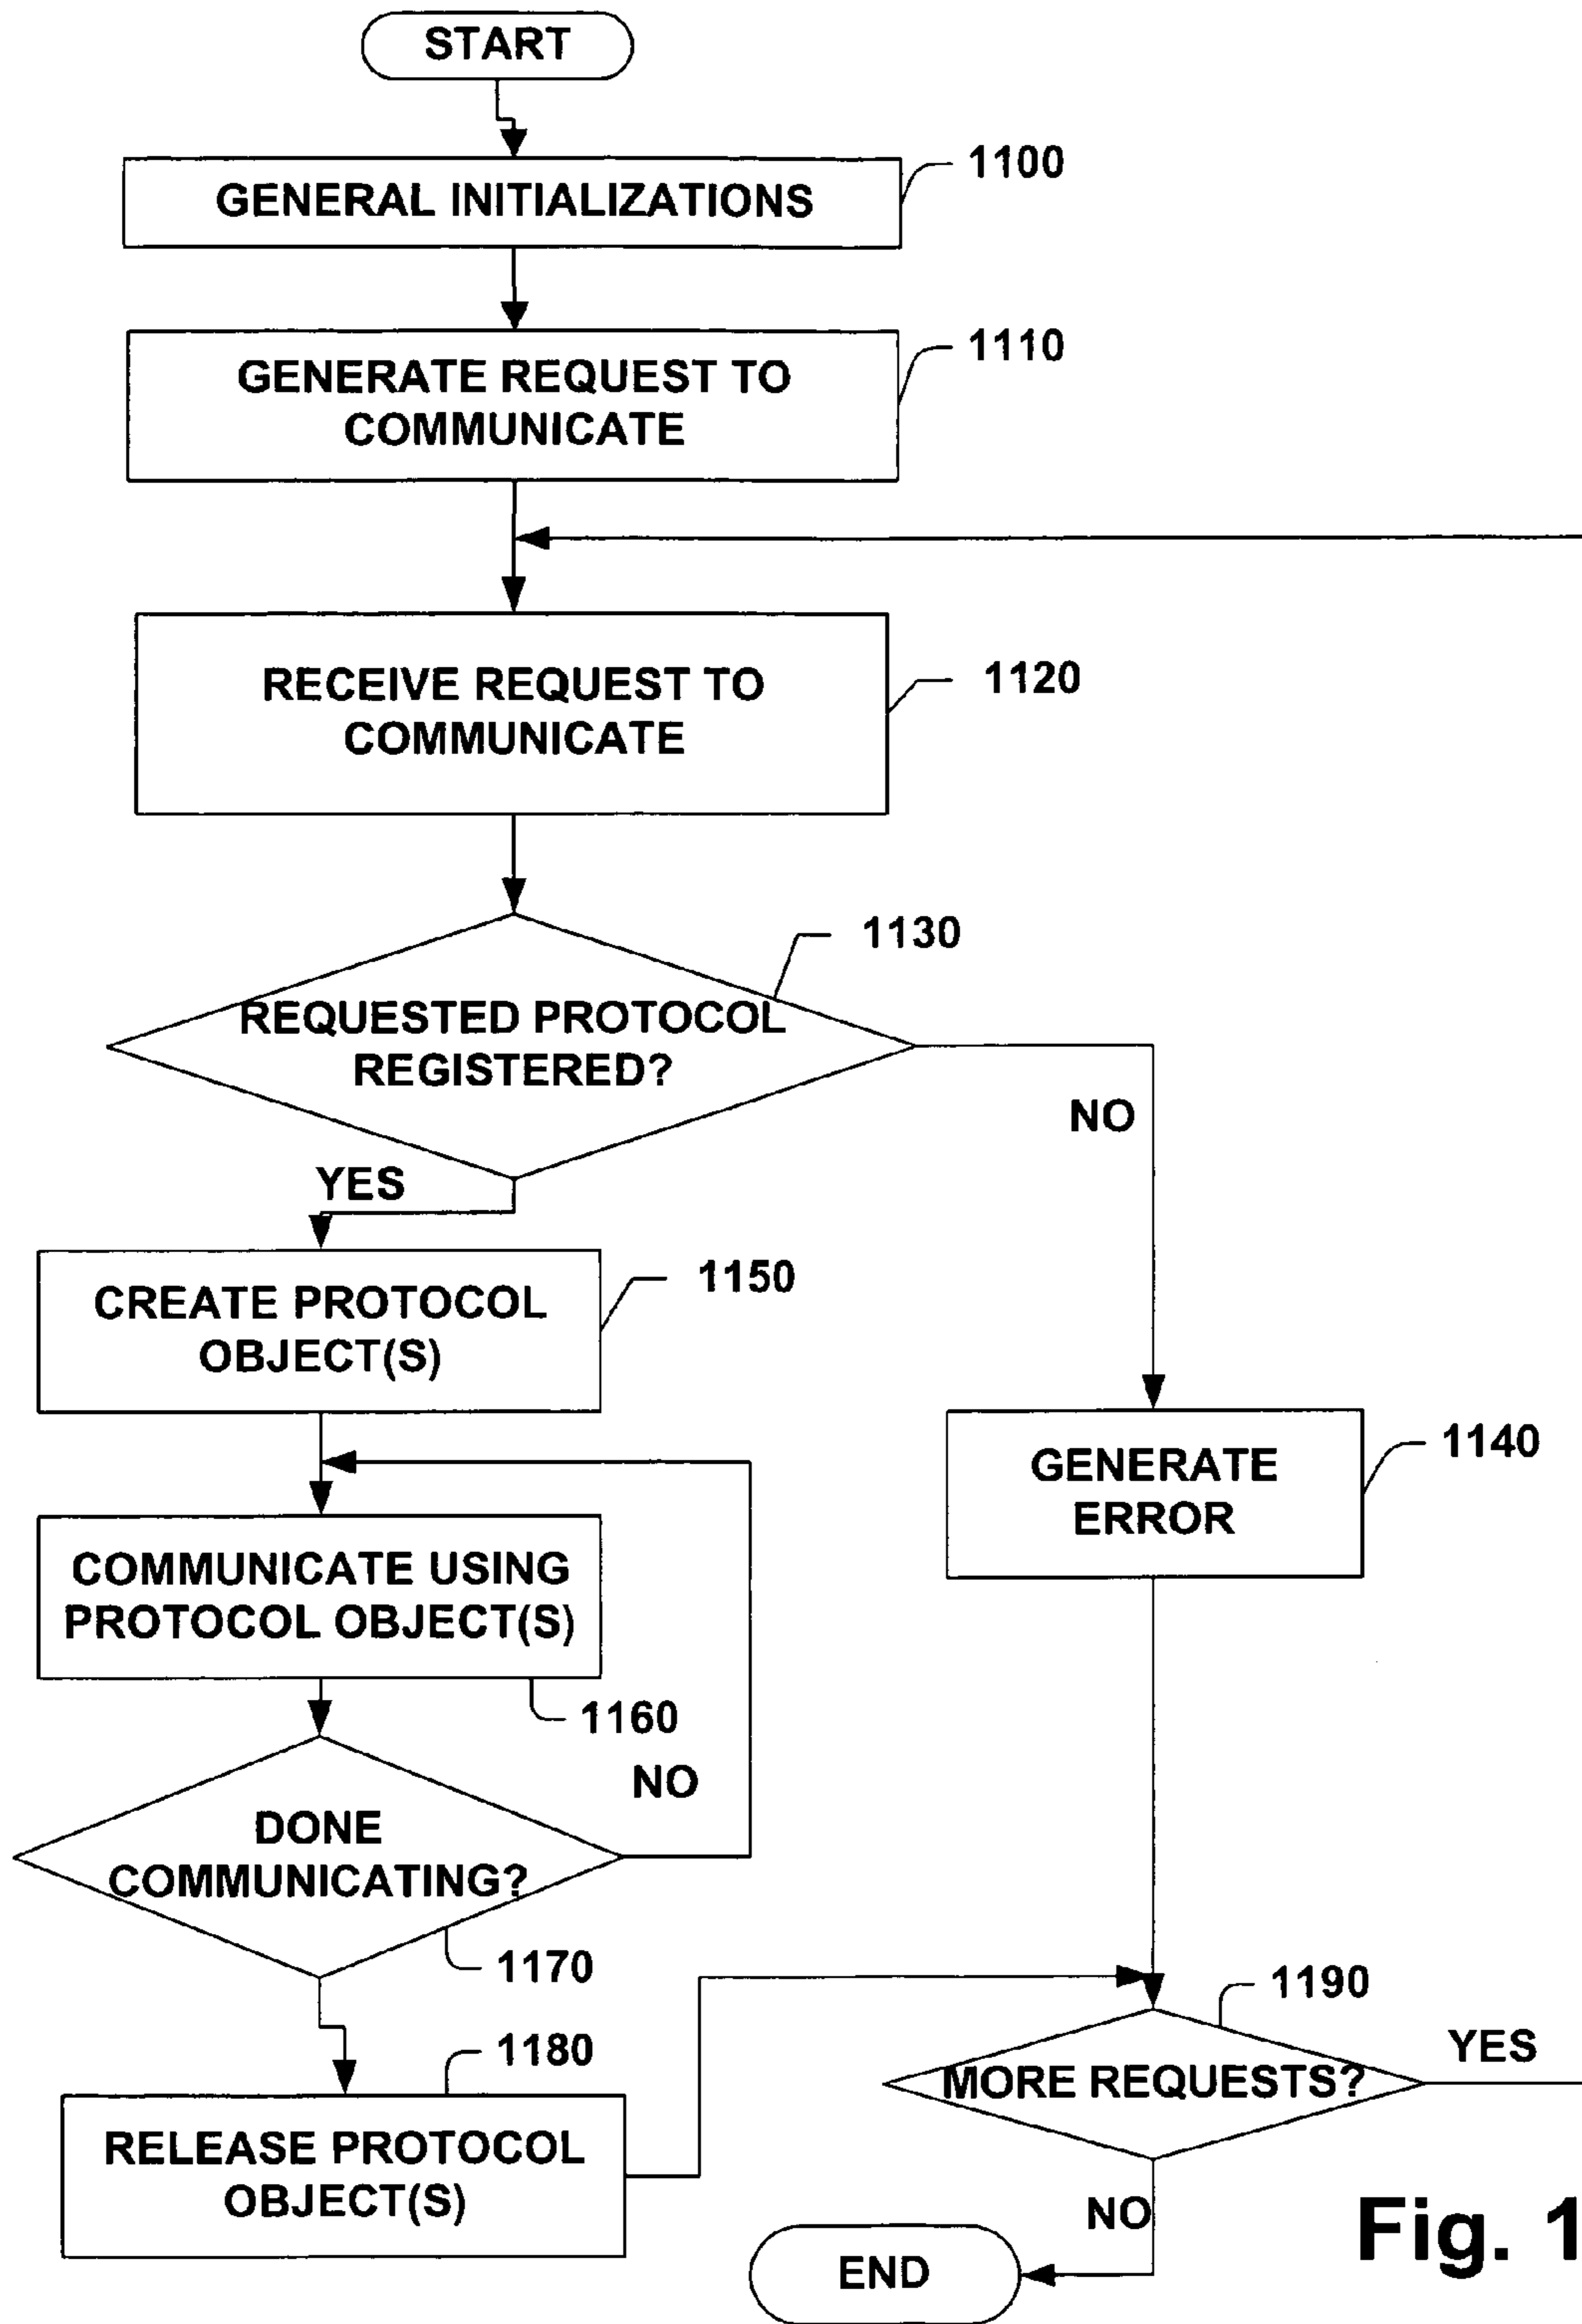 START
GENERAL INITIALIZATIONS
1100
GENERATE REQUEST TO
COMMUNICATE
1110
RECEIVE REQUEST TO
COMMUNICATE
1120
REQUESTED PROTOCOL
REGISTERED?
1130
NO
YES
CREATE PROTOCOL
OBJECT(S)
1150
GENERATE
ERROR
1140
COMMUNICATE USING
PROTOCOL OBJECT(S)
1160
NO
DONE
COMMUNICATING?
1170
1180
RELEASE PROTOCOL
OBJECT(S)
1190
MORE REQUESTS?
YES
NO
END
Fig. 1